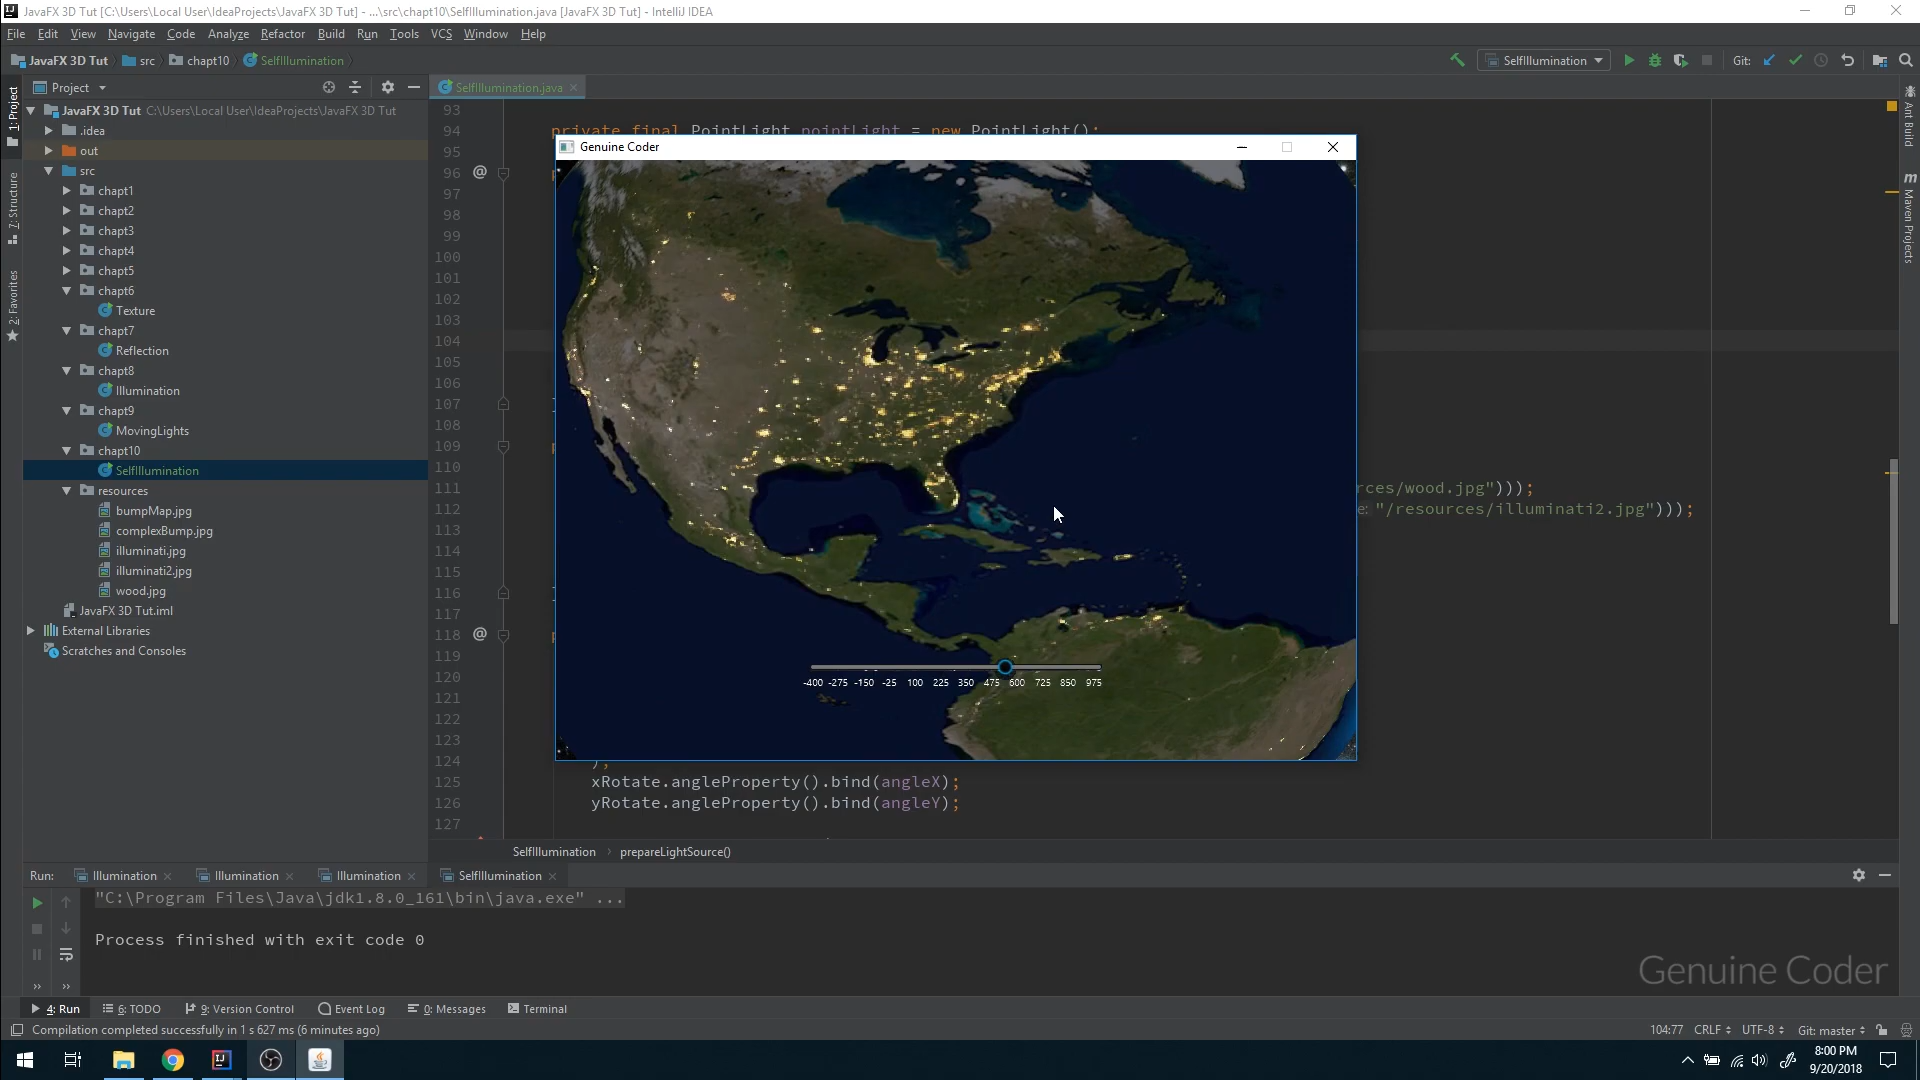 JavaFX 3D Tut [C:\Users\Local User\IdeaProjects\JavaFX 3D Tut] - ...\src\chapt10\SelfIllumination.java [JavaFX 3D Tut] - IntelliJ IDEA
File Edit View Navigate Code Analyze Refactor Build Run Tools VCS Window Help
JavaFX 3D Tut src chapt10 SelfIllumination
SelfIllumination Git:
Project
SelfIllumination.java
1: Project
7: Structure
2: Favorites
Ant Build
Maven Projects
JavaFX 3D Tut C:\Users\Local User\IdeaProjects\JavaFX 3D Tut
.idea
out
src
chapt1
chapt2
chapt3
chapt4
chapt5
chapt6
Texture
chapt7
Reflection
chapt8
Illumination
chapt9
MovingLights
chapt10
SelfIllumination
resources
bumpMap.jpg
complexBump.jpg
illuminati.jpg
illuminati2.jpg
wood.jpg
JavaFX 3D Tut.iml
External Libraries
Scratches and Consoles
93
94 private final PointLight pointLight = new PointLight();
95
96 @
97
98
99
100
101
102
103
104
105
106
107
108
109
110
111 rces/wood.jpg")));
112 e: "/resources/illuminati2.jpg")));
113
114
115
116
117
118 @
119
120
121
122
123
124 );
125 xRotate.angleProperty().bind(angleX);
126 yRotate.angleProperty().bind(angleY);
127
Genuine Coder
-400 -275 -150 -25 100 225 350 475 600 725 850 975
SelfIllumination prepareLightSource()
Run: Illumination Illumination Illumination SelfIllumination
"C:\Program Files\Java\jdk1.8.0_161\bin\java.exe" ...
Process finished with exit code 0
Genuine Coder
4: Run 6: TODO 9: Version Control Event Log 0: Messages Terminal
Compilation completed successfully in 1 s 627 ms (6 minutes ago)
104:77 CRLF UTF-8 Git: master
8:00 PM
9/20/2018